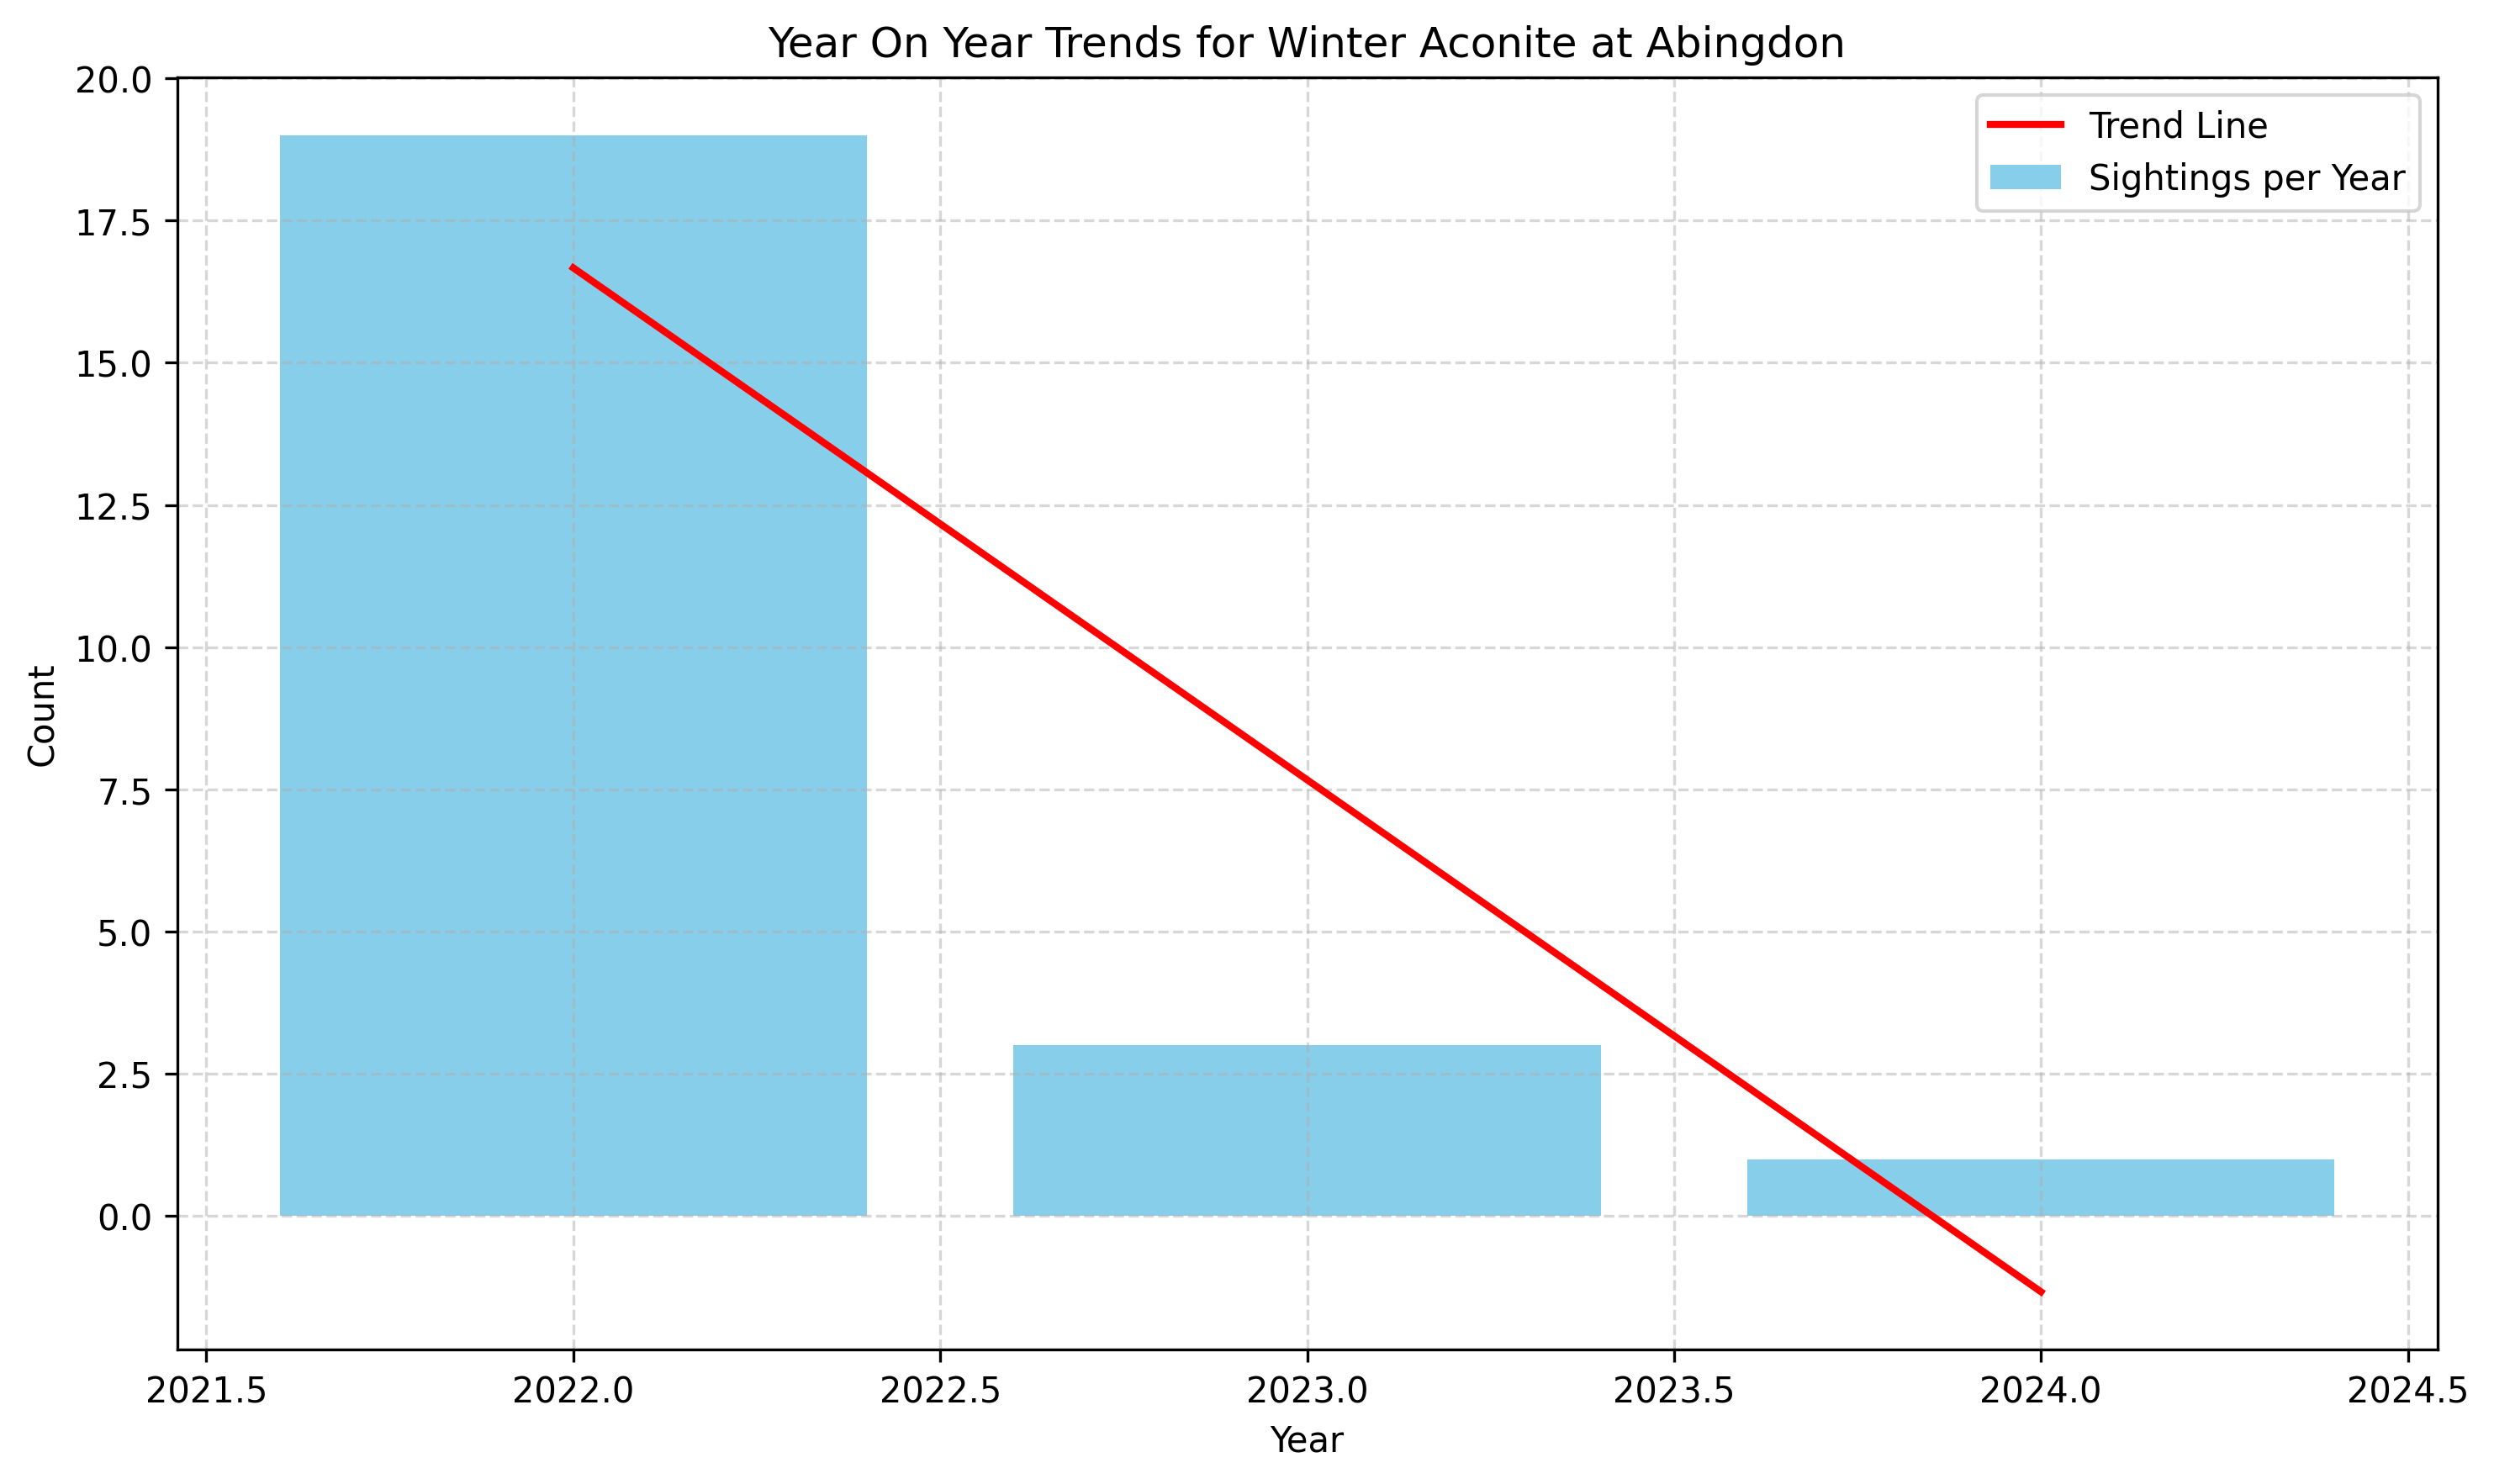 Year On Year Trends for Winter Aconite at Abingdon
Trend Line
Sightings per Year
20.0
17.5
15.0
12.5
10.0
7.5
5.0
2.5
0.0
Count
2021.5 2022.0 2022.5 2023.0 2023.5 2024.0 2024.5
Year